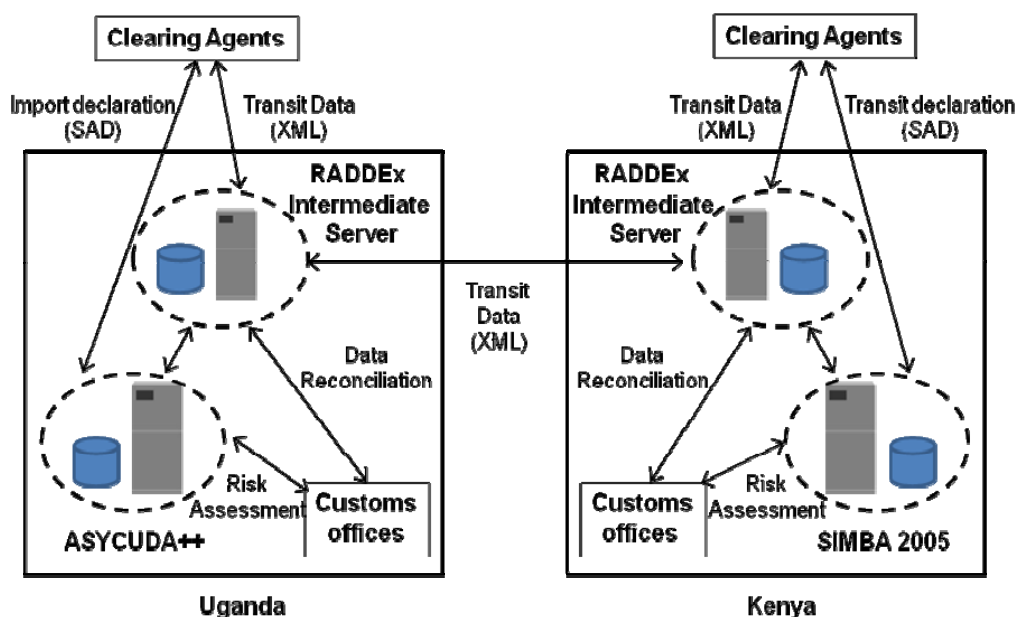 Clearing Agents
Clearing Agents
Import declaration
(SAD)
Transit Data
(XML)
Transit Data
(XML)
Transit declaration
(SAD)
RADDEx
Intermediate
Server
RADDEx
Intermediate
Server
Transit
Data
(XML)
Data
Reconciliation
Data
Reconciliation
Risk
Assessment
Customs
offices
Customs
offices
Risk
Assessment
ASYCUDA++
SIMBA 2005
Uganda
Kenya